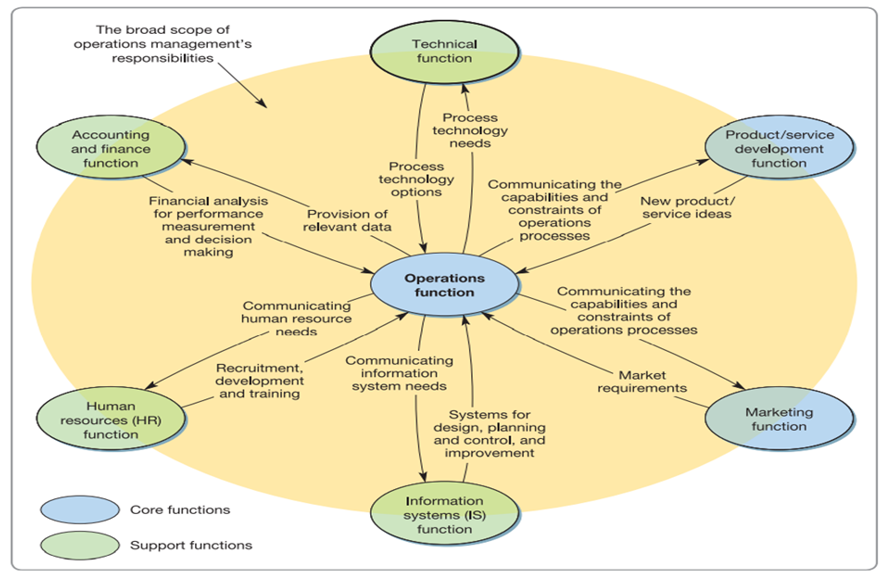 The broad scope of
operations management's
responsibilities
Technical
function
Accounting
and finance
function
Product/service
development
function
Process
technology
needs
Process
technology
options
Communicating the
capabilities and
constraints of
operations
processes
New product/
service ideas
Financial analysis
for performance
measurement
and decision
making
Provision of
relevant data
Operations
function
Communicating
human resource
needs
Communicating the
capabilities and
constraints of
operations processes
Recruitment,
development
and training
Communicating
information
system needs
Market
requirements
Systems for
design, planning
and control, and
improvement
Human
resources (HR)
function
Marketing
function
Information
systems (IS)
function
Core functions
Support functions